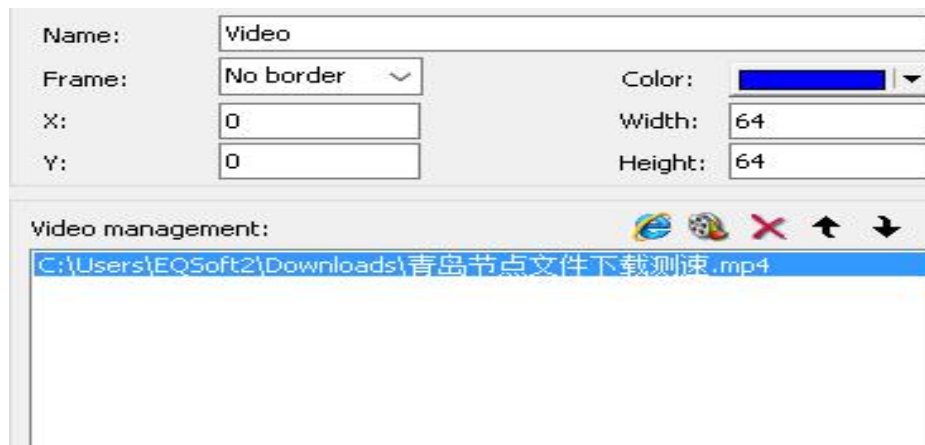 Name: Video
Frame: No border Color:
X: 0 Width: 64
Y: 0 Height: 64
Video management:
C:\Users\EQSoft2\Downloads\青岛节点文件下载测速.mp4